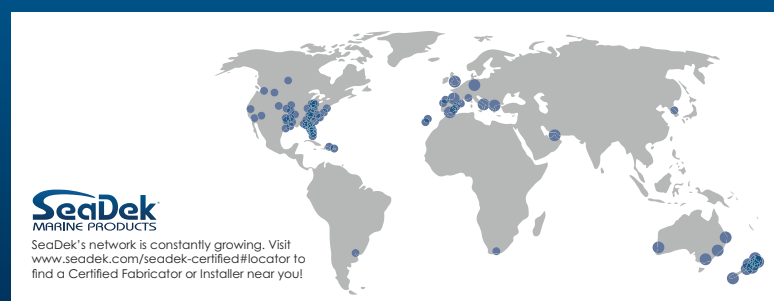 SeaDek
MARINE PRODUCTS
SeaDek's network is constantly growing. Visit
www.seadek.com/seadek-certified#locator to
find a Certified Fabricator or Installer near you!